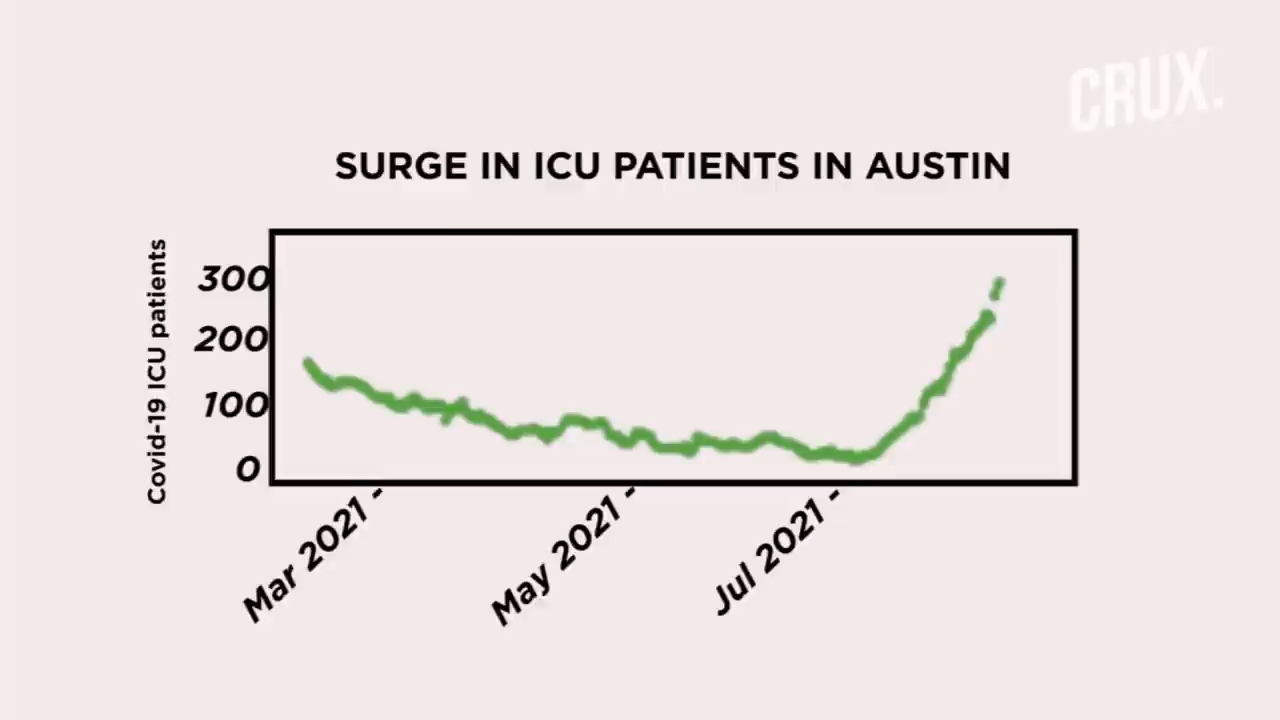 CRUX.
SURGE IN ICU PATIENTS IN AUSTIN
Covid-19 ICU patients
300
200
100
0
Mar 2021 -
May 2021 -
Jul 2021 -